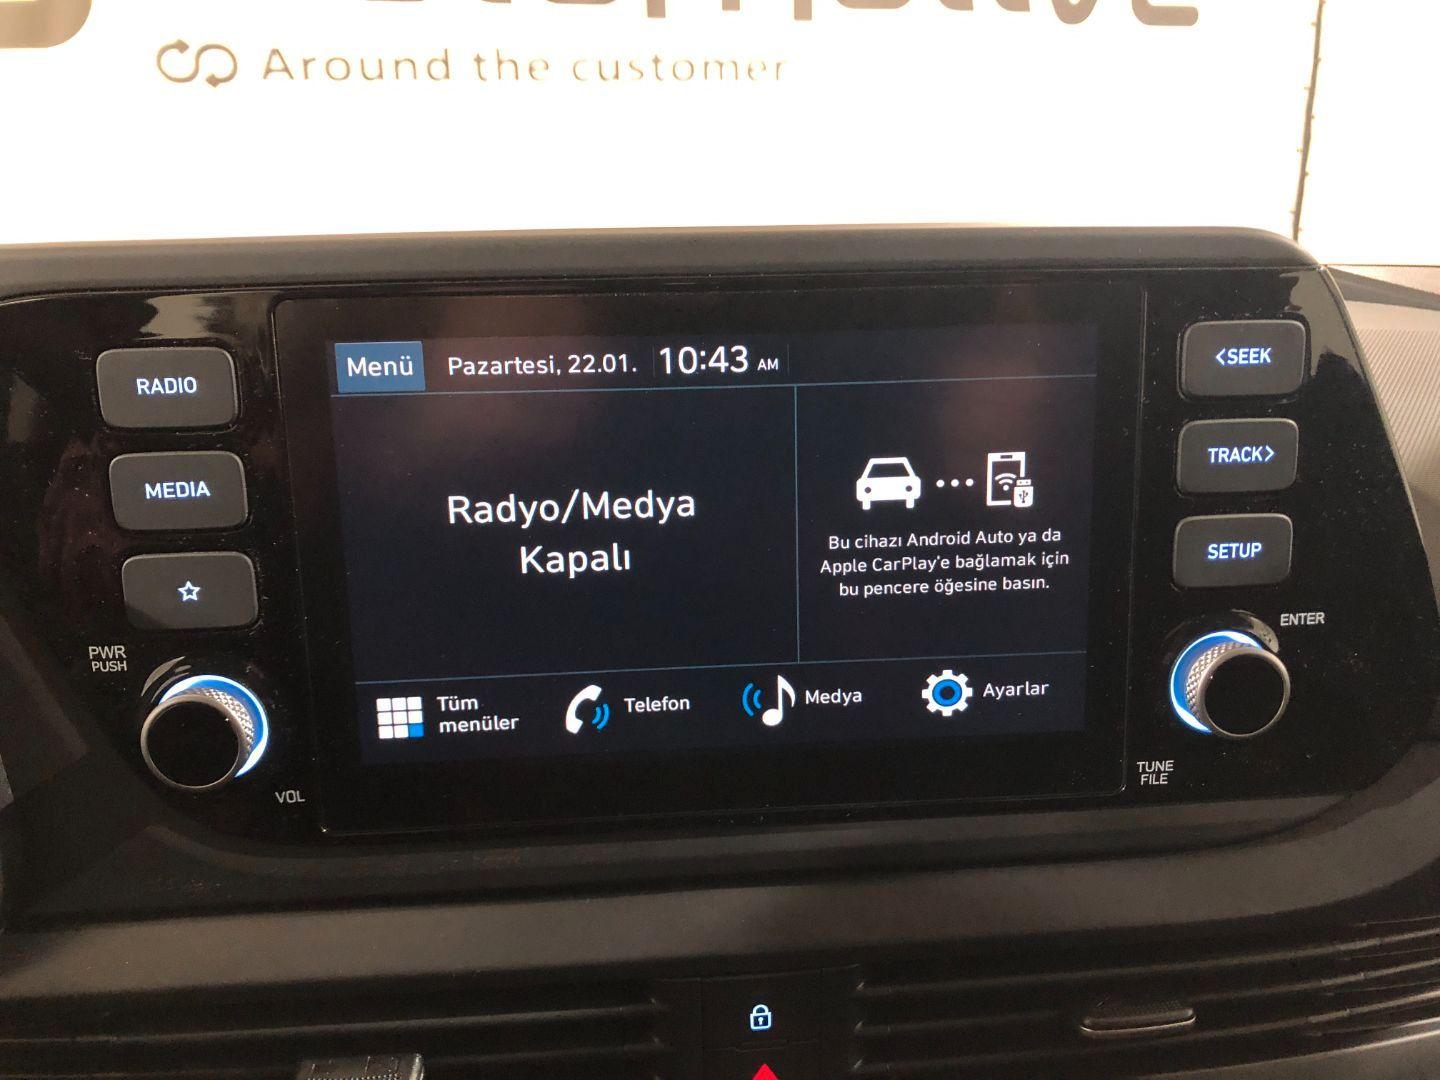 Around the customer
Menü Pazartesi, 22.01. 10:43 AM
RADIO
MEDIA
PWR
PUSH
VOL
Radyo/Medya
Kapalı
Bu cihazı Android Auto ya da
Apple CarPlay'e bağlamak için
bu pencere öğesine basın.
Tüm
menüler
Telefon
Medya
Ayarlar
<SEEK
TRACK>
SETUP
ENTER
TUNE
FILE